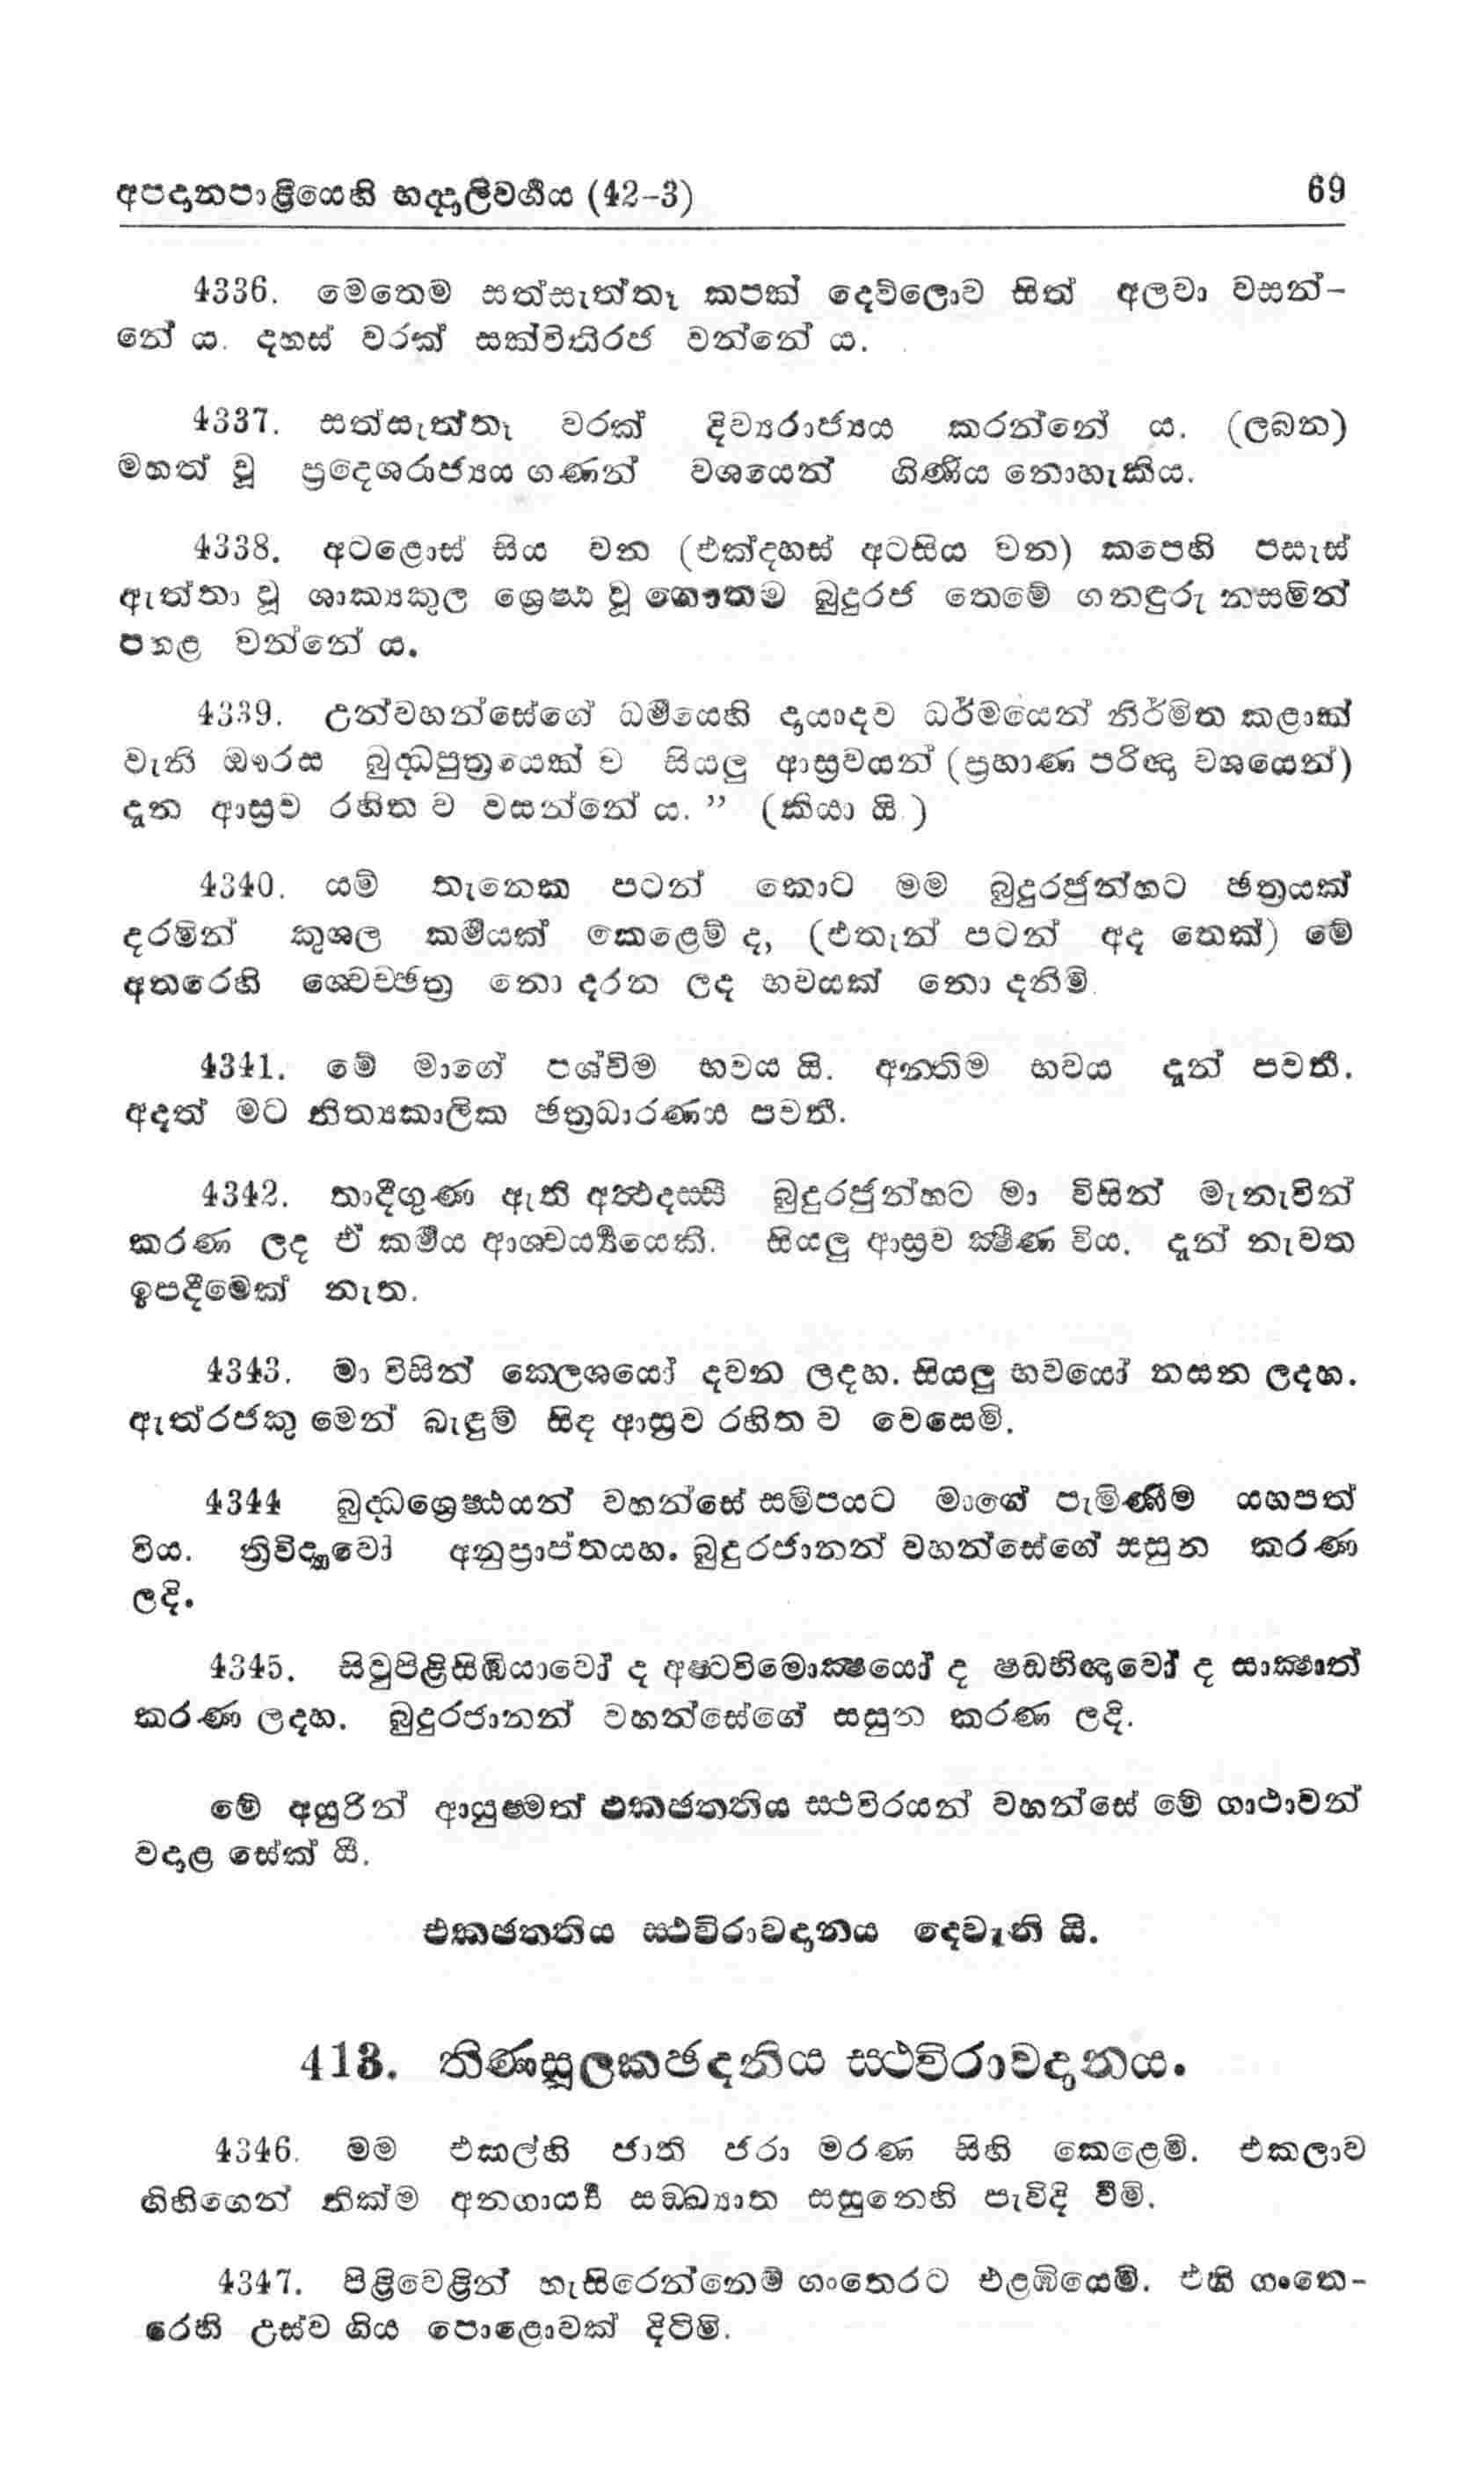 අපදානපාළියෙහි භද්දාලිවර්ගය (42-3) 69
4336. මෙතෙම සත්සැත්තෑ කපක් දෙව්ලොව සිත් අලවා වසන්-
නේ ය. දහස් වරක් සක්විතිරජ වන්නේ ය.
4337. සත්සැත්තෑ වරක් දිව්‍යරාජ්‍යය කරන්නේ ය. (ලබන)
මහත් වූ ප්‍රදෙශරාජ්‍යය ගණන් වශයෙන් ගිණිය නොහැකිය.
4338. අටළොස් සිය වන (එක්දහස් අටසිය වන) කපෙහි පසැස්
ඇත්තා වූ ශාක්‍යකුල ශ්‍රෙෂ්ඨ වූ ගෞතම බුදුරජ තෙමේ ගනඳුරු නසමින්
පහළ වන්නේ ය.
4339. උන්වහන්සේගේ ධර්මයෙහි දායාදව ධර්මයෙන් නිර්මිත කළාක්
වැනි ඖරස බුද්ධපුත්‍රයෙක් ව සියලු ආස්‍රවයන් (ප්‍රහාණ පරිඥා වශයෙන්)
දැන ආස්‍රව රහිත ව වසන්නේ ය. ” (කියා යි.)
4340. යම් තැනෙක පටන් කොට මම බුදුරජුන්හට ඡත්‍රයක්
දරමින් කුශල කර්මයක් කෙළෙම් ද, (එතැන් පටන් අද තෙක්) මේ
අතරෙහි ශ්වෙච්ඡත්‍ර නො දරන ලද භවයක් නො දනිමි.
4341. මේ මාගේ පශ්චිම භවය යි. අන්තිම භවය දැන් පවතී.
අදත් මට නිත්‍යකාලික ඡත්‍රධාරණය පවතී.
4342. තාදීගුණ ඇති අත්ථදස්සී බුදුරජුන්හට මා විසින් මැනැවින්
කරණ ලද ඒ කර්මය ආශ්චර්‍ය්‍යයෙකි. සියලු ආස්‍රව ක්ෂීණ විය. දැන් නැවත
ඉපදීමෙක් නැත.
4343. මා විසින් කෙලශයෝ දවන ලදහ. සියලු භවයෝ නසන ලදහ.
ඇත්රජකු මෙන් බැඳුම් සිද ආස්‍රව රහිත ව වෙසෙමි.
4344 බුද්ධශ්‍රෙෂ්ඨයන් වහන්සේ සමීපයට මාගේ පැමිණීම යහපත්
විය. ත්‍රිවිද්‍යාවෝ අනුප්‍රාප්තයහ. බුදුරජානන් වහන්සේගේ සසුන කරණ
ලදි.
4345. සිවුපිළිසිඹියාවෝ ද අෂ්ටවිමොක්ෂයෝ ද ෂඩභිඥාවෝ ද සාක්ෂාත්
කරණ ලදහ. බුදුරජානන් වහන්සේගේ සසුන කරණ ලදි.
මේ අයුරින් ආයුෂ්මත් එකඡත්තිය ස්ථවිරයන් වහන්සේ මේ ගාථාවන්
වදාළ සේක් යි.
එකඡත්තිය ස්ථවිරාවදානය දෙවැනි යි.
413. තිණසූලකඡදනිය ස්ථවිරාවදානය.
4346. මම එකල්හි ජාති ජරා මරණ සිහි කෙළෙමි. එකලාව
ගිහිගෙන් නික්ම අනගාර්‍ය්‍ය සඞ්ඛ්‍යාත සසුනෙහි පැවිදි වීමි.
4347. පිළිවෙළින් හැසිරෙන්නෙම් ගංතෙරට එළඹියෙමි. එහි ගංතෙ-
රෙහි උස්ව ගිය පොළොවක් දිටිමි.